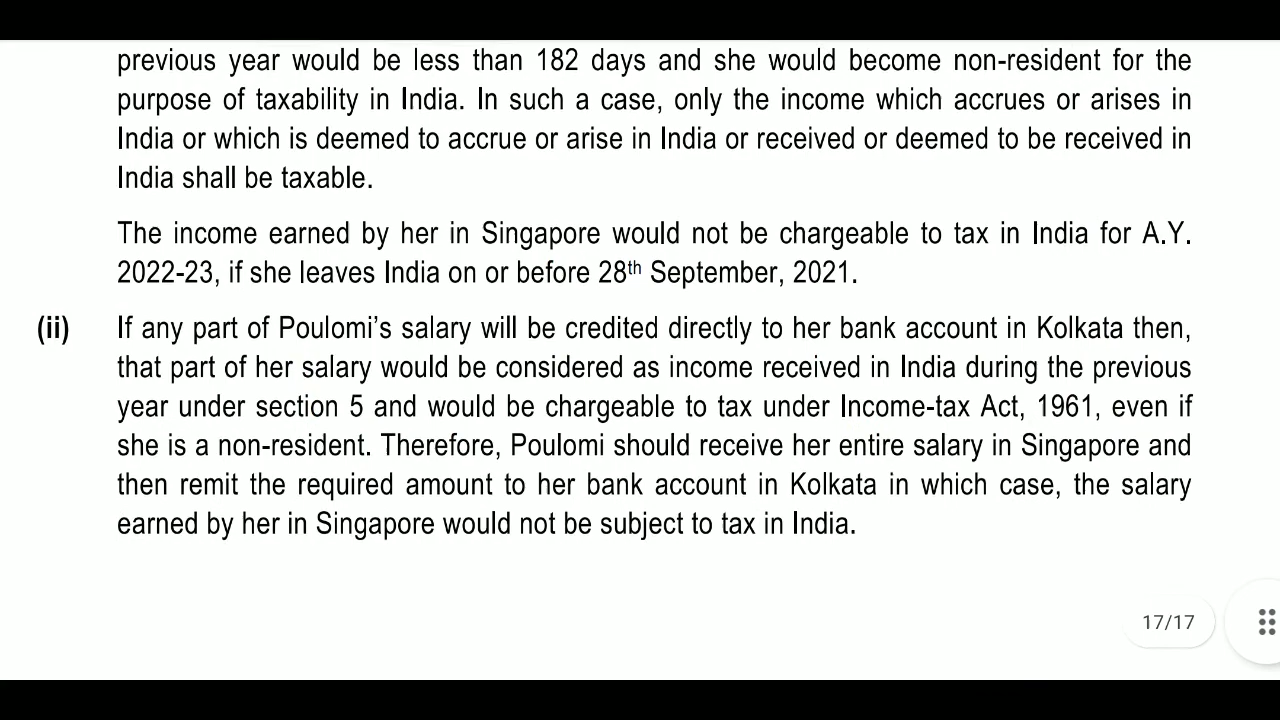 previous year would be less than 182 days and she would become non-resident for the
purpose of taxability in India. In such a case, only the income which accrues or arises in
India or which is deemed to accrue or arise in India or received or deemed to be received in
India shall be taxable.
The income earned by her in Singapore would not be chargeable to tax in India for A.Y.
2022-23, if she leaves India on or before 28th September, 2021.
(ii) If any part of Poulomi’s salary will be credited directly to her bank account in Kolkata then,
that part of her salary would be considered as income received in India during the previous
year under section 5 and would be chargeable to tax under Income-tax Act, 1961, even if
she is a non-resident. Therefore, Poulomi should receive her entire salary in Singapore and
then remit the required amount to her bank account in Kolkata in which case, the salary
earned by her in Singapore would not be subject to tax in India.
17/17